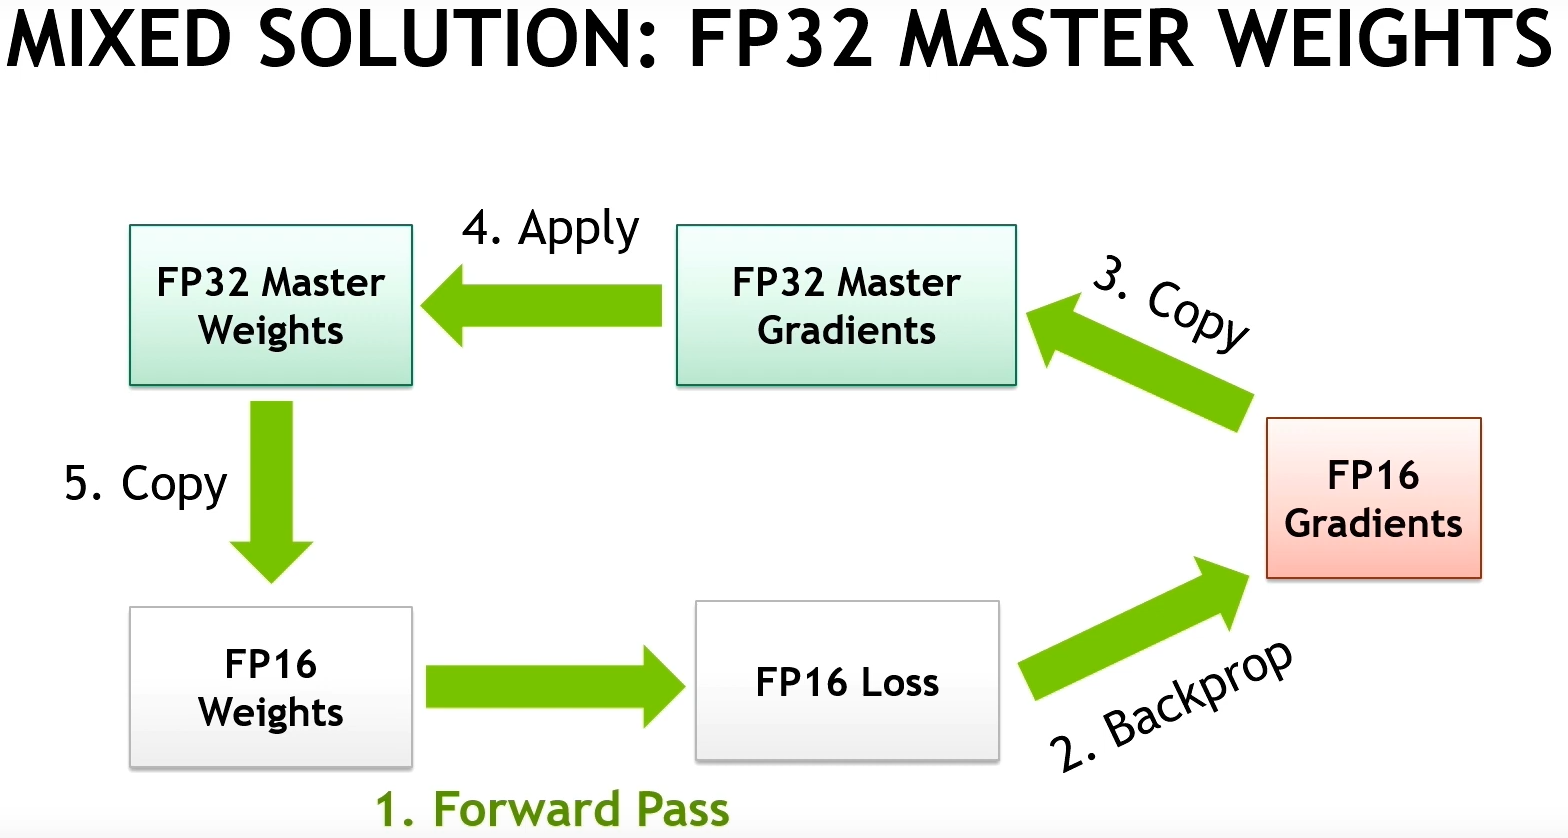 MIXED SOLUTION: FP32 MASTER WEIGHTS
4. Apply
FP32 Master
Weights
FP32 Master
Gradients
3. Copy
5. Copy
FP16
Gradients
FP16
Weights
FP16 Loss
2. Backprop
1. Forward Pass